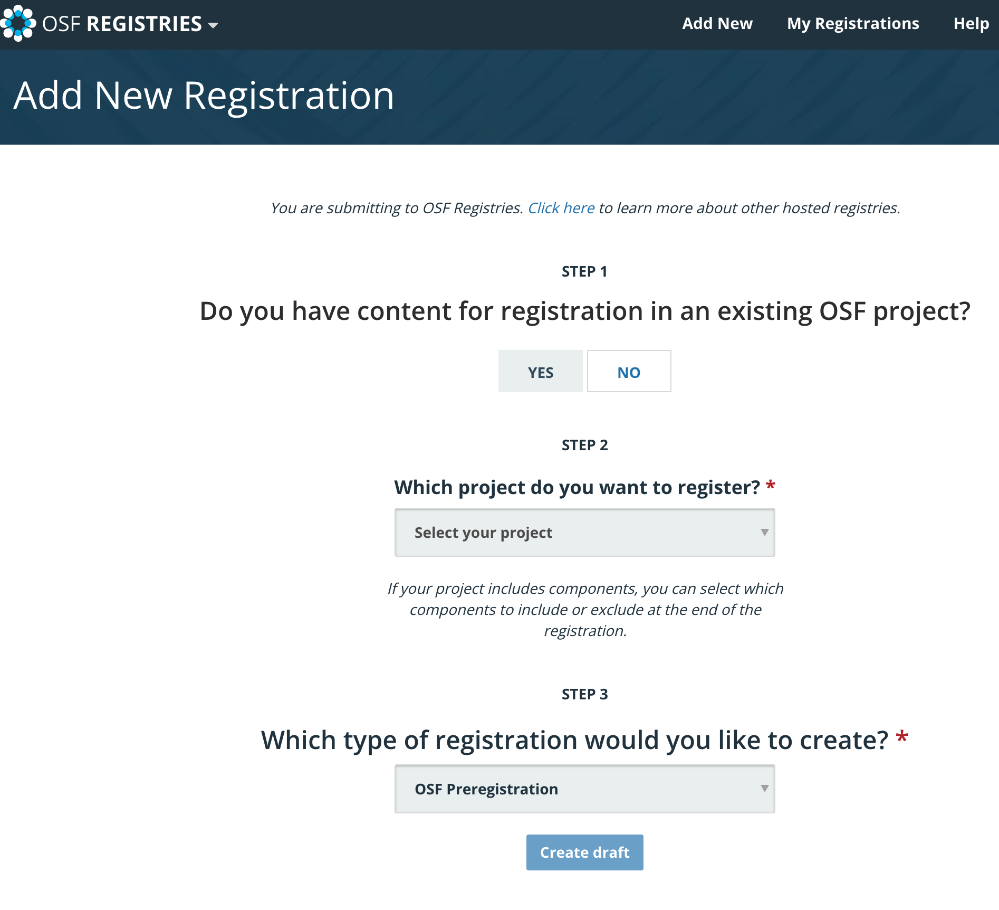 OSF REGISTRIES
Add New
My Registrations
Help
Add New Registration
You are submitting to OSF Registries. Click here to learn more about other hosted registries.
STEP 1
Do you have content for registration in an existing OSF project?
YES
NO
STEP 2
Which project do you want to register? *
Select your project
If your project includes components, you can select which
components to include or exclude at the end of the
registration.
STEP 3
Which type of registration would you like to create? *
OSF Preregistration
Create draft